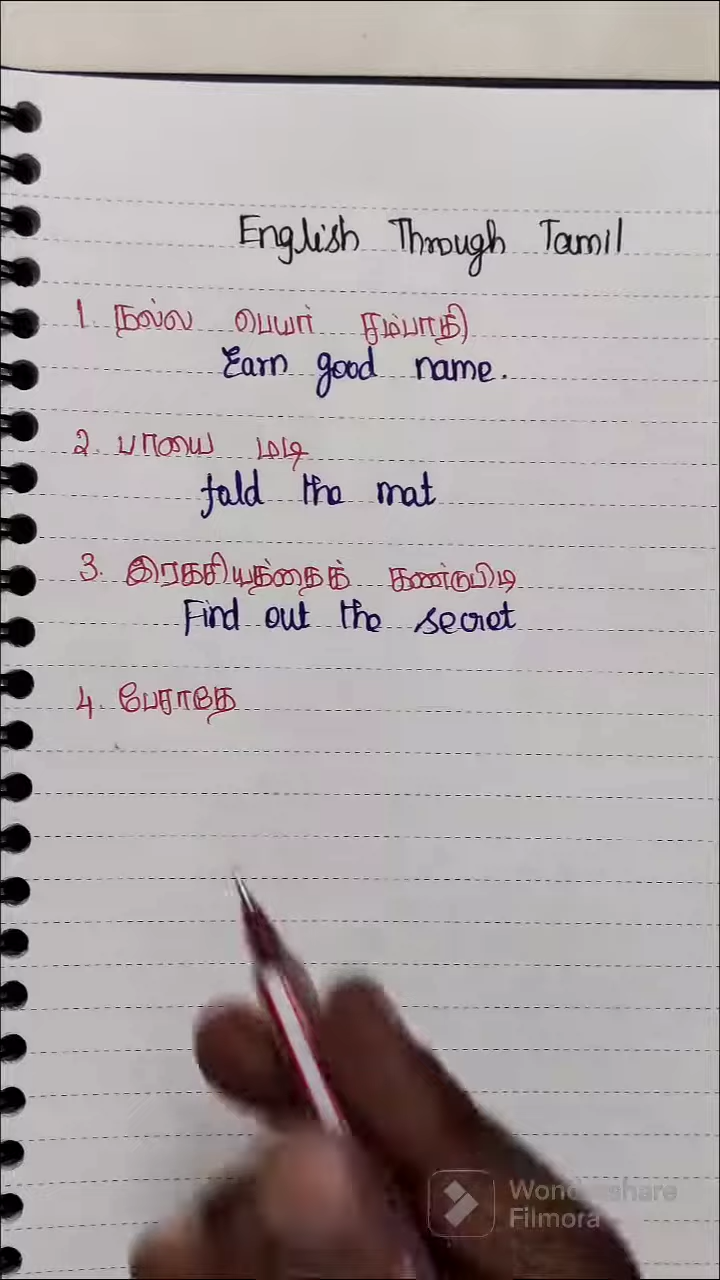 English Through Tamil
1. நல்ல பெயர் சம்பாதி
Earn good name.
2. பாயை மடி
fold the mat
3. இரகசியத்தைக் கண்டுபிடி
Find out the secret
4. பேசாதே
Wondershare
Filmora